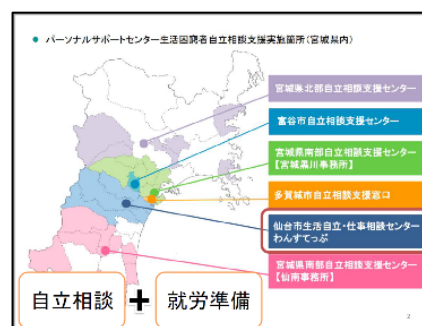 パーソナルサポートセンター生活困窮者自立相談支援実施箇所(宮城県内)
宮城県北部自立相談支援センター
富谷市自立相談支援センター
宮城県南部自立相談支援センター
【宮城黒川事務所】
多賀城市自立相談支援窓口
仙台市生活自立・仕事相談センター
わんすてっぷ
宮城県南部自立相談支援センター
【仙南事務所】
自立相談 + 就労準備
2